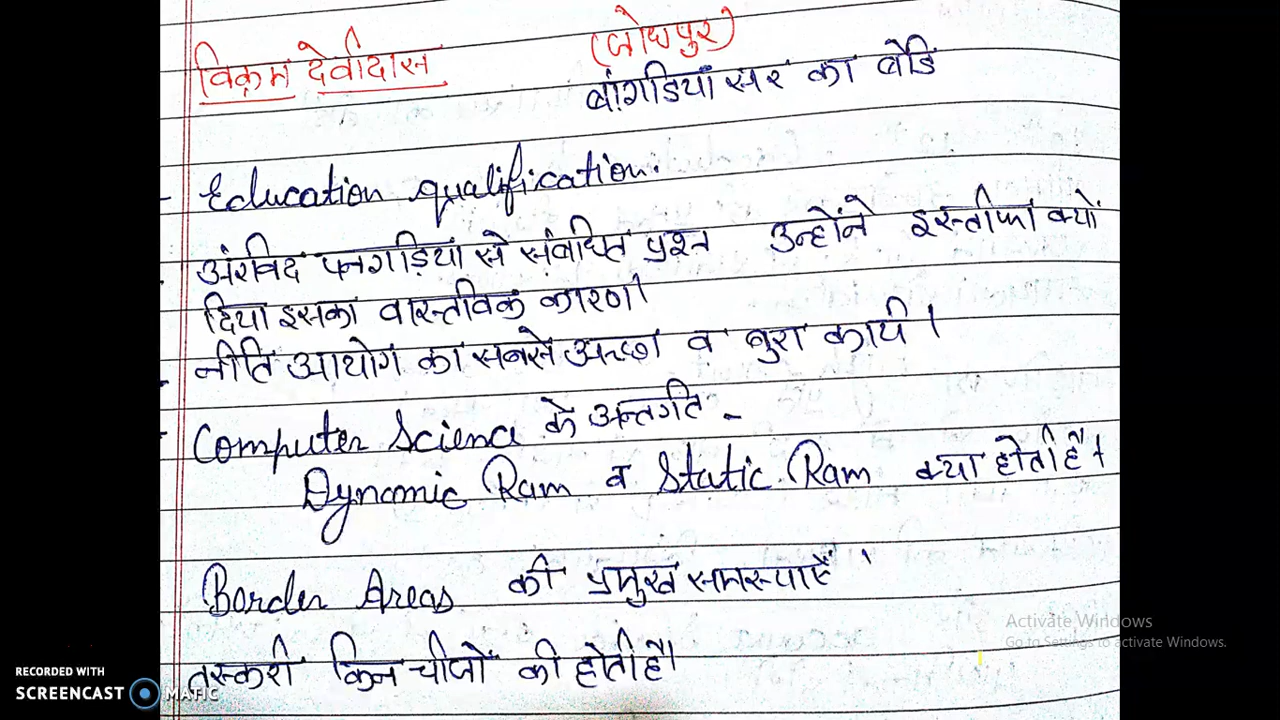 विक्रम देवीदान (जोधपुर)
बांगडियां सर का बोर्ड
Education qualification.
अंरविद पनगड़िया से संबंधित प्रश्न उन्होंने इस्तीफा क्यों
दिया इसका वास्तविक कारण।
नीति आयोग का सबसे अच्छा व बुरा कार्य।
Computer Science के अन्तर्गत -
Dynamic Ram व Static Ram क्या होती है।
Border Areas की प्रमुख समस्याएँ
तस्करी किन चीजों की होती हैं।
Activate Windows
Go to Settings to activate Windows.
RECORDED WITH
SCREENCAST MATIC